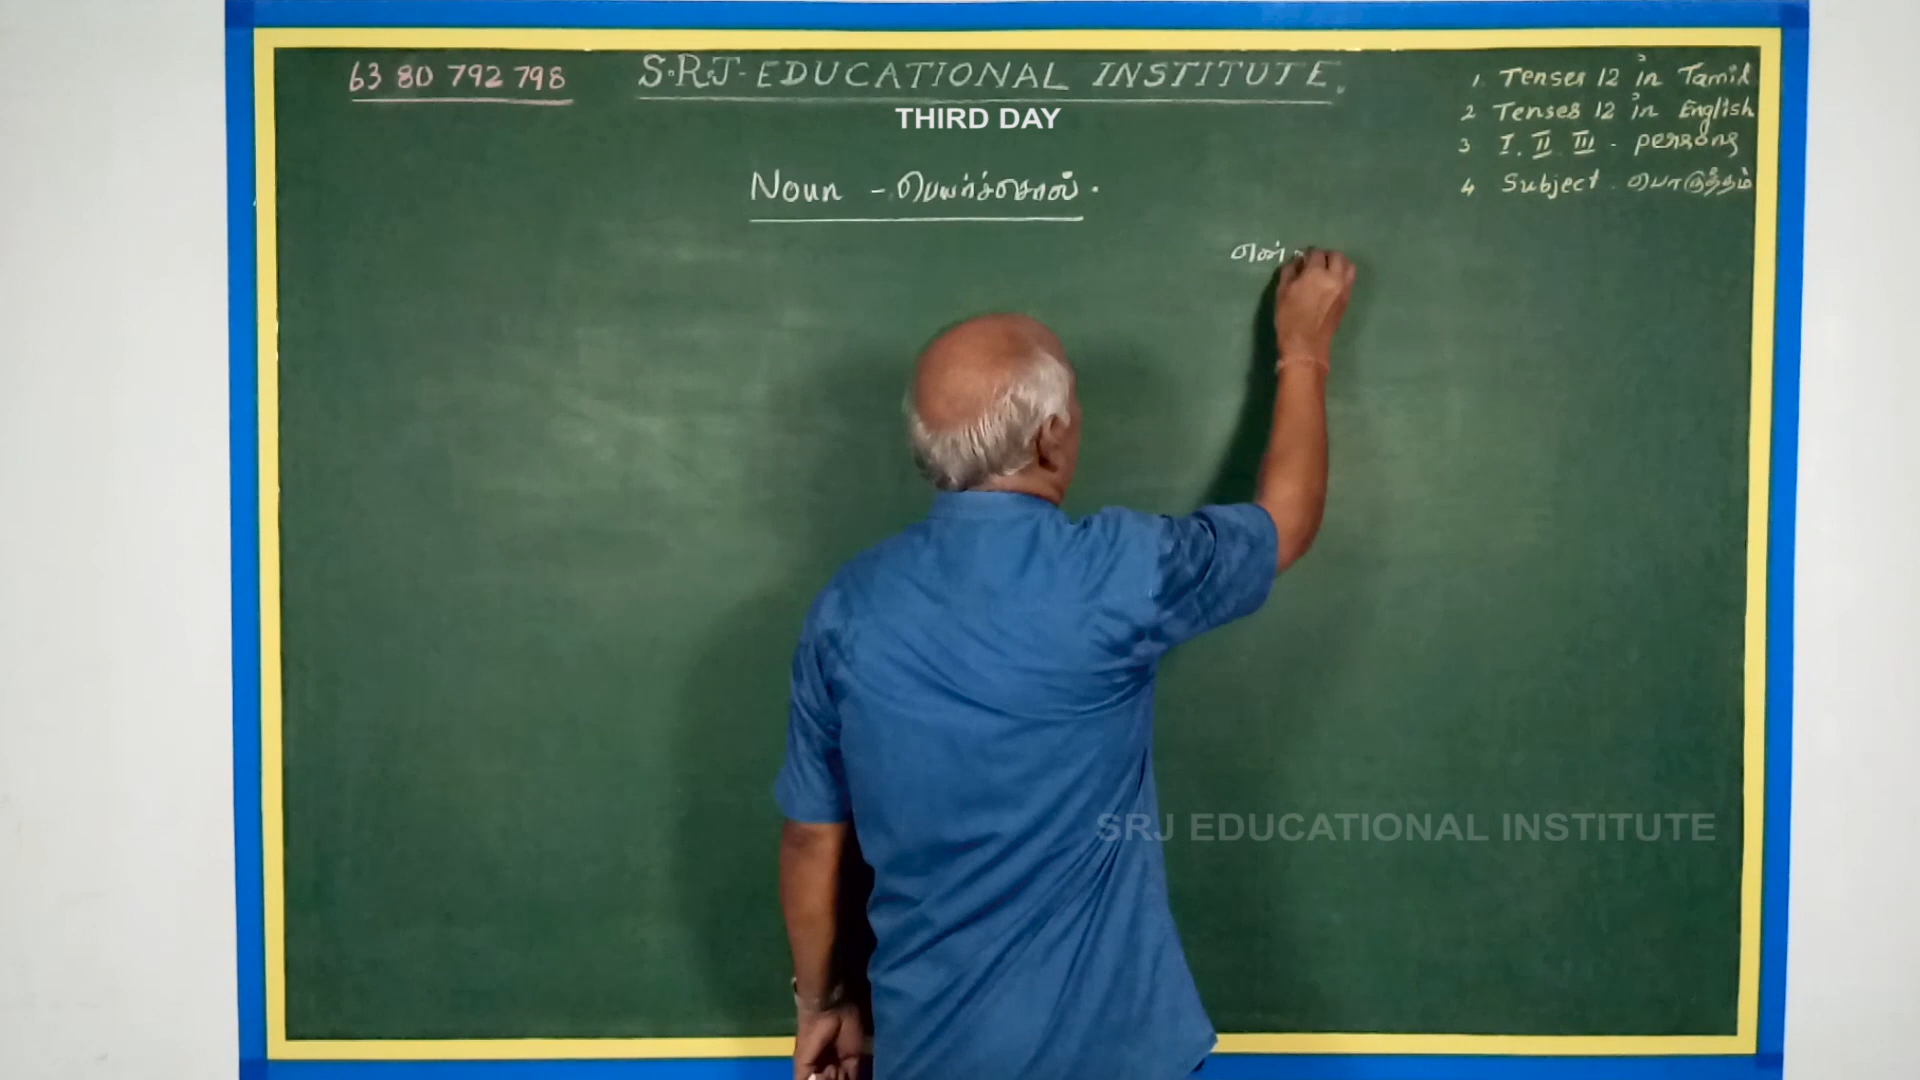 63 80 792 798
S.R.J. EDUCATIONAL INSTITUTE.
THIRD DAY
Noun - பெயர்ச்சொல்.
1. Tenses 12 in Tamil
2 Tenses 12 in English
3 I. II III - persons
4 Subject. பொருத்தம்
என்
SRJ EDUCATIONAL INSTITUTE